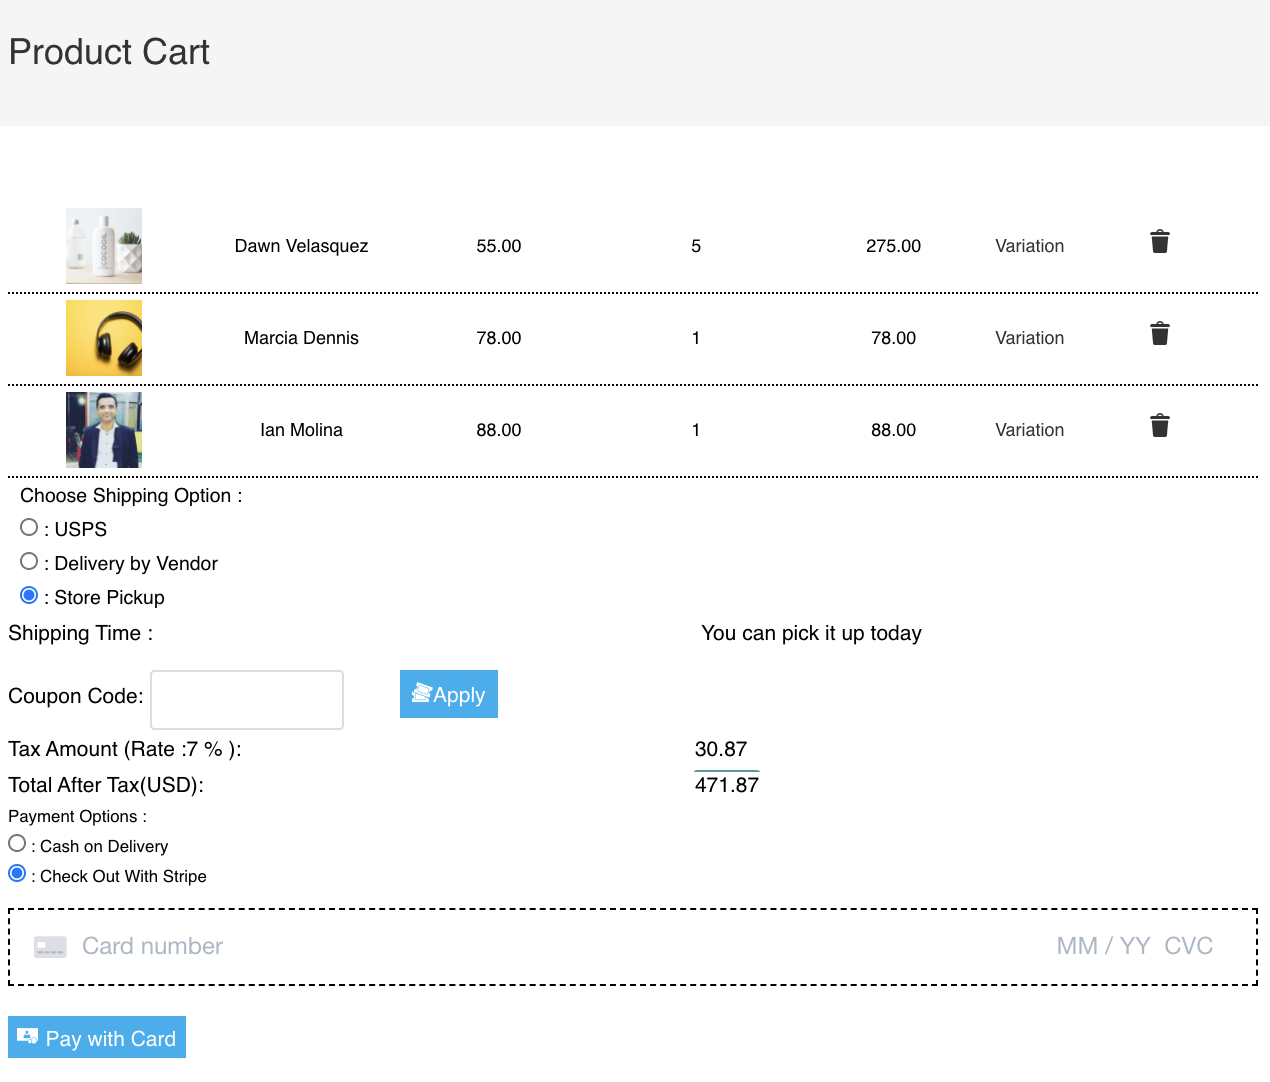 Product Cart
COCOOIL
Dawn Velasquez 55.00 5 275.00 Variation
Marcia Dennis 78.00 1 78.00 Variation
Ian Molina 88.00 1 88.00 Variation
Choose Shipping Option :
: USPS
: Delivery by Vendor
: Store Pickup
Shipping Time : You can pick it up today
Coupon Code: Apply
Tax Amount (Rate :7 % ): 30.87
Total After Tax(USD): 471.87
Payment Options :
: Cash on Delivery
: Check Out With Stripe
Card number MM / YY CVC
Pay with Card